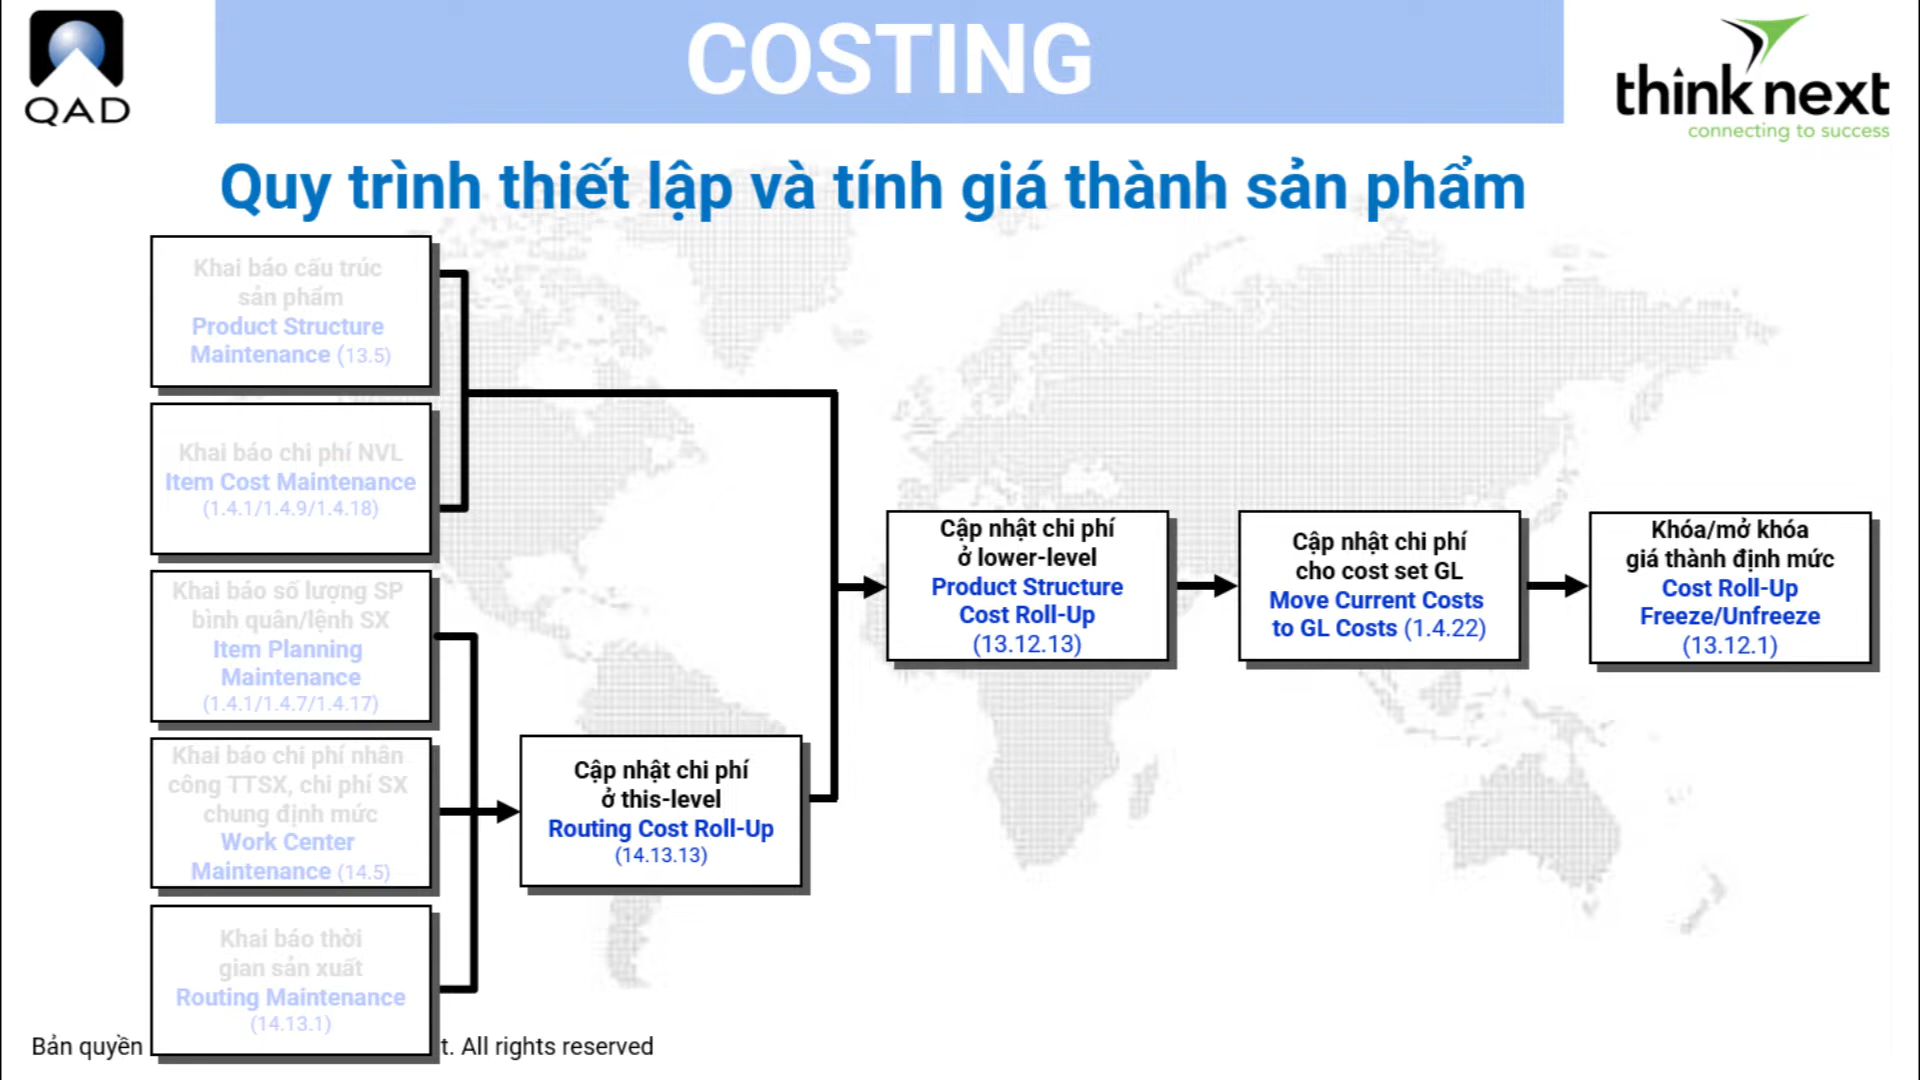 QAD
COSTING
think next
connecting to success
Quy trình thiết lập và tính giá thành sản phẩm
Khai báo cấu trúc
sản phẩm
Product Structure
Maintenance (13.5)
Khai báo chi phí NVL
Item Cost Maintenance
(1.4.1/1.4.9/1.4.18)
Khai báo số lượng SP
bình quân/lệnh SX
Item Planning
Maintenance
(1.4.1/1.4.7/1.4.17)
Khai báo chi phí nhân
công TTSX, chi phí SX
chung định mức
Work Center
Maintenance (14.5)
Khai báo thời
gian sản xuất
Routing Maintenance
(14.13.1)
Cập nhật chi phí
ở this-level
Routing Cost Roll-Up
(14.13.13)
Cập nhật chi phí
ở lower-level
Product Structure
Cost Roll-Up
(13.12.13)
Cập nhật chi phí
cho cost set GL
Move Current Costs
to GL Costs (1.4.22)
Khóa/mở khóa
giá thành định mức
Cost Roll-Up
Freeze/Unfreeze
(13.12.1)
Bản quyền t. All rights reserved